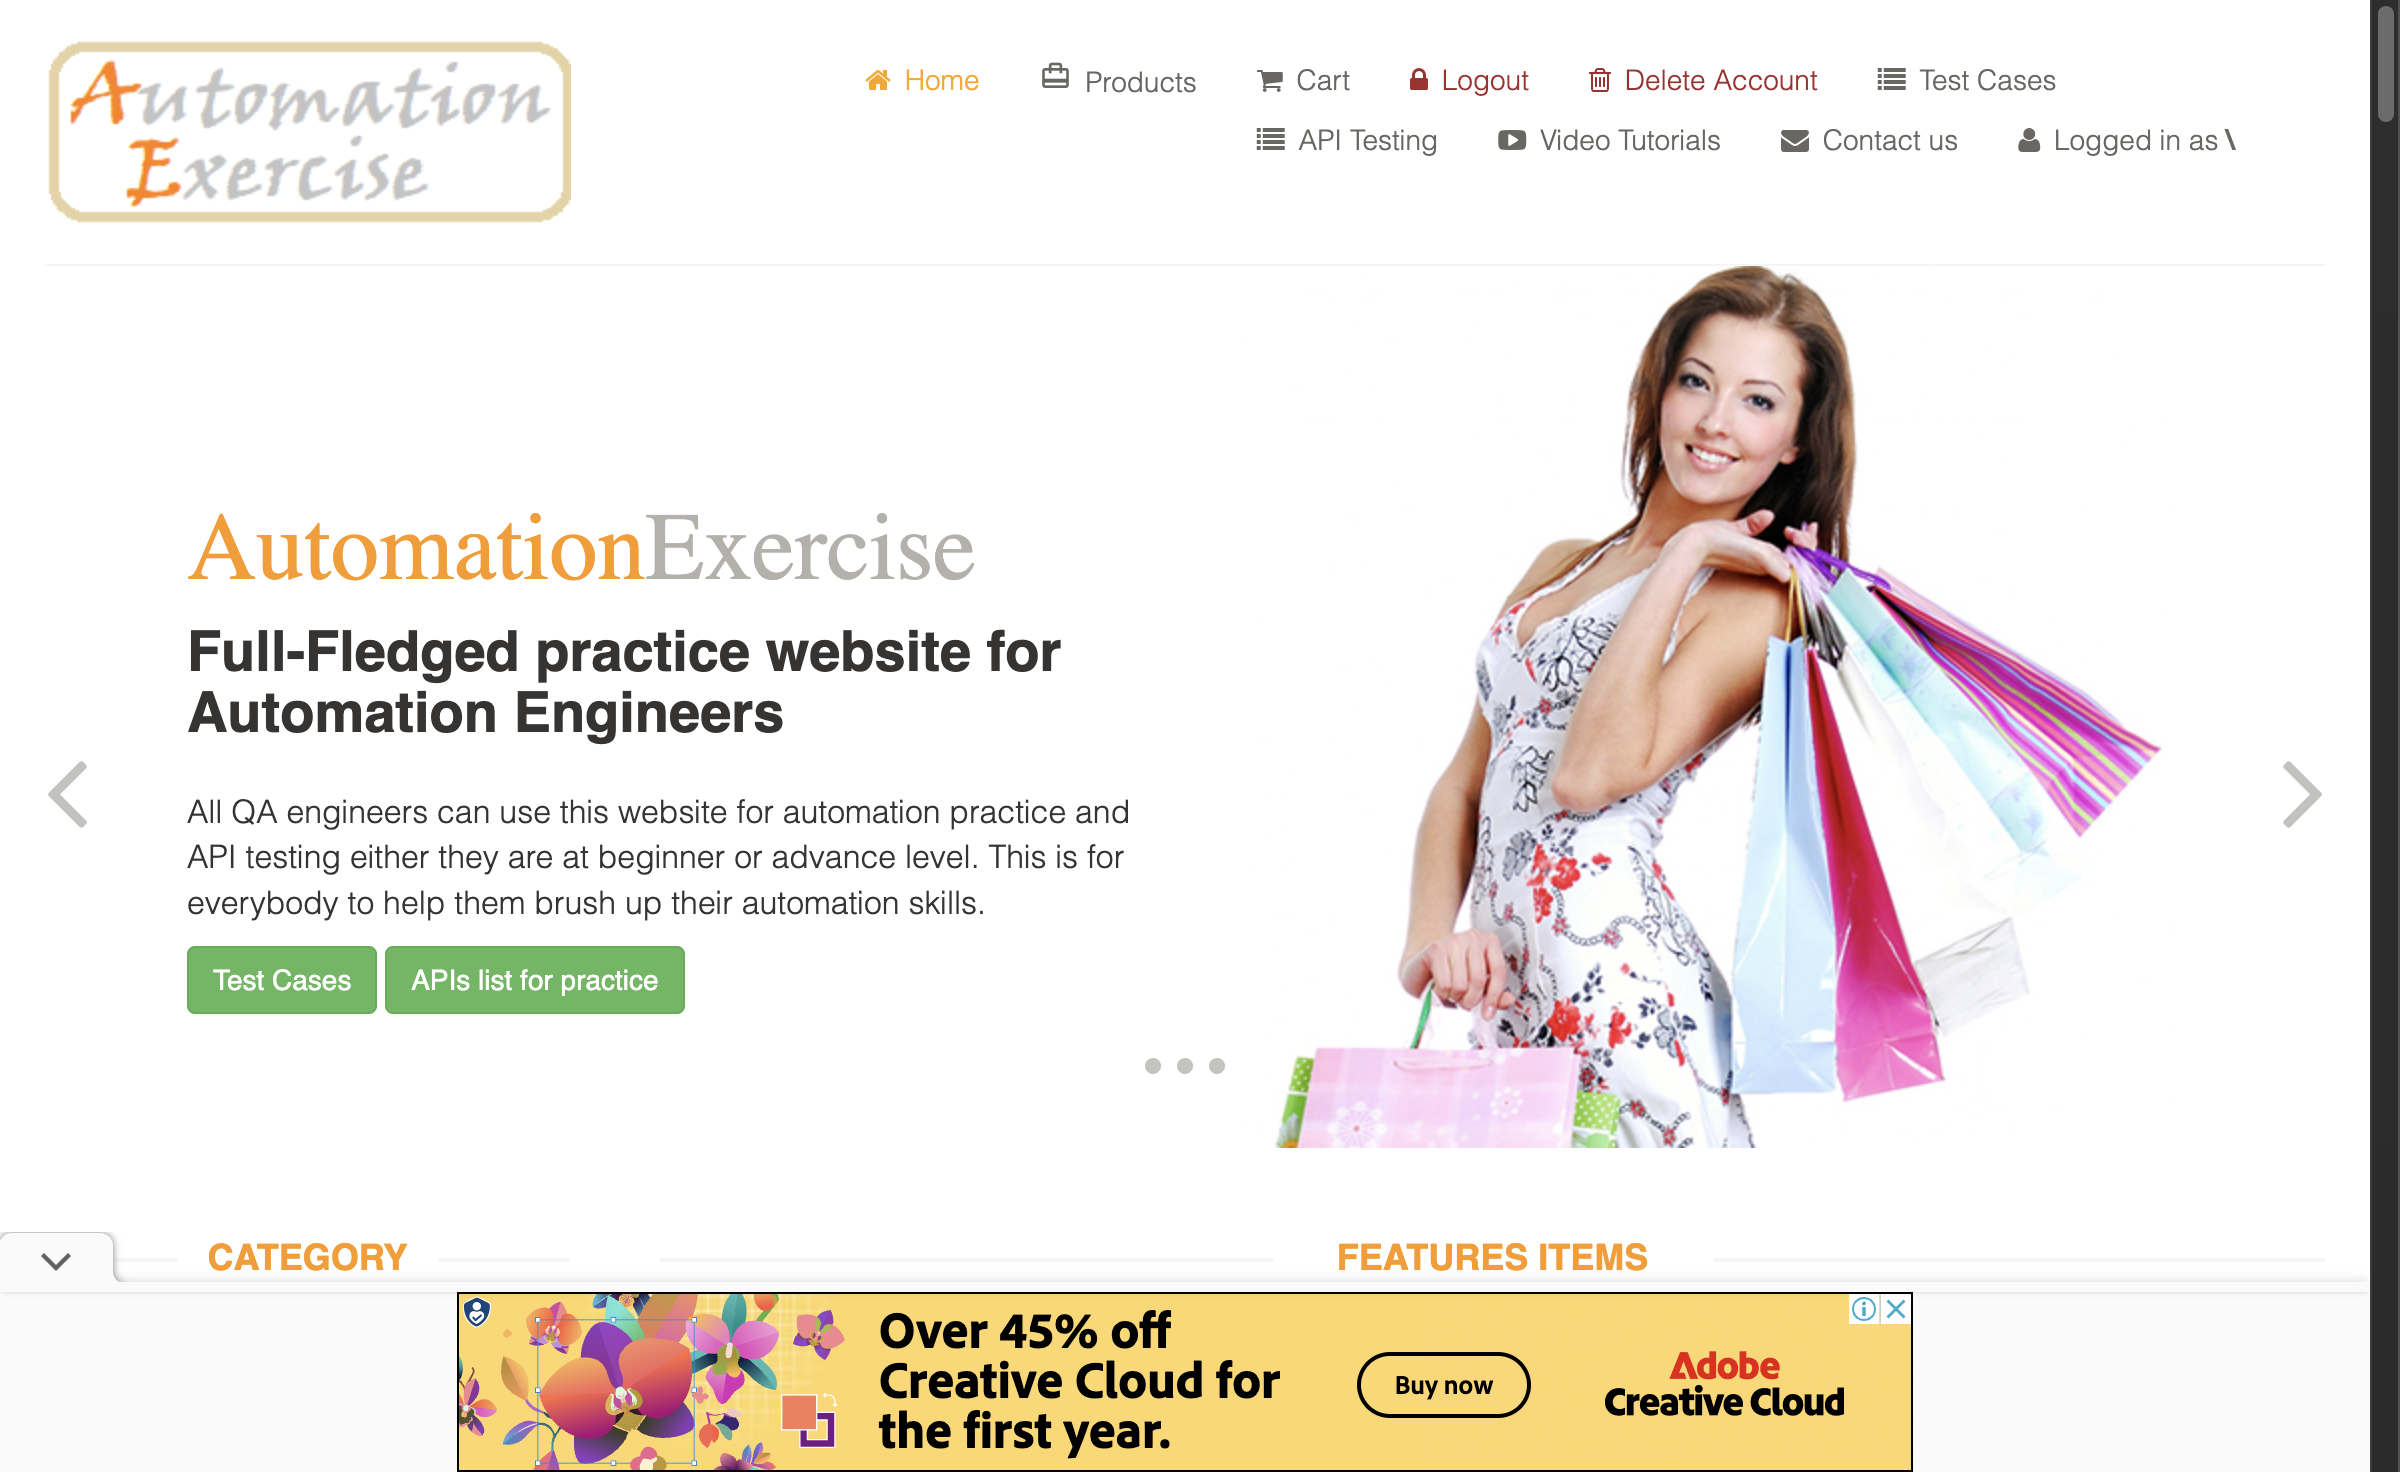 Automation
Exercise
Home Products Cart Logout Delete Account Test Cases
API Testing Video Tutorials Contact us Logged in as \
AutomationExercise
Full-Fledged practice website for
Automation Engineers
All QA engineers can use this website for automation practice and
API testing either they are at beginner or advance level. This is for
everybody to help them brush up their automation skills.
Test Cases APIs list for practice
CATEGORY FEATURES ITEMS
Over 45% off
Creative Cloud for
the first year.
Buy now
Adobe
Creative Cloud